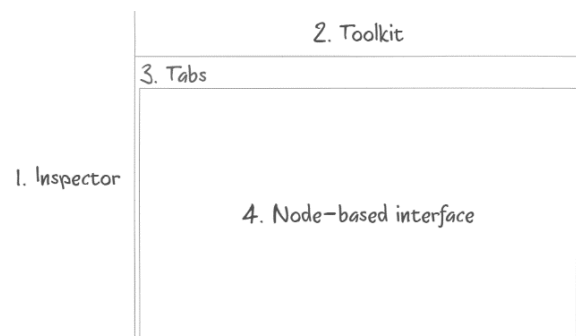 1. Inspector
2. Toolkit
3. Tabs
4. Node-based interface